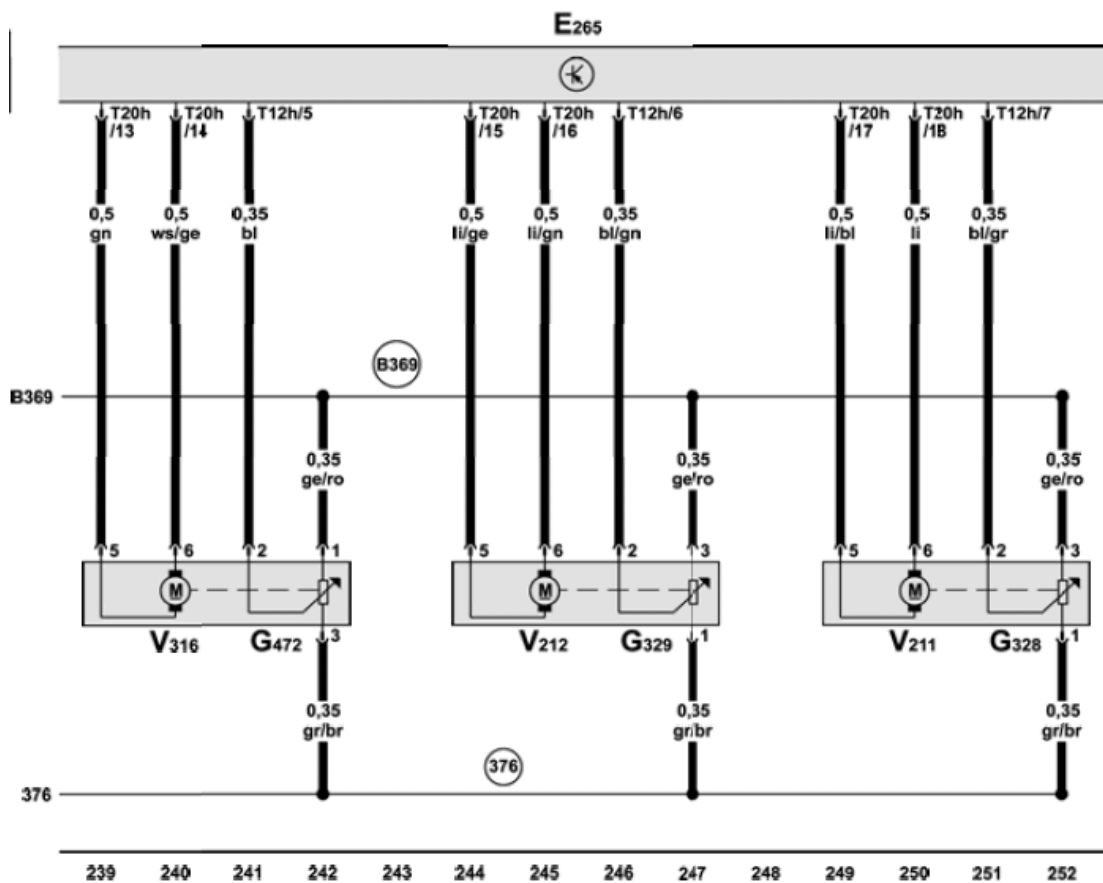 E265
T20h T20h T12h/5 T20h T20h T12h/6 T20h T20h T12h/7
/13 /14 /15 /16 /17 /18
0,5 0,5 0,35 0,5 0,5 0,35 0,5 0,5 0,35
gn ws/ge bl li/ge li/gn bl/gn li/bl li bl/gr
B369
B369
0,35 0,35 0,35
ge/ro ge/ro ge/ro
5 6 2 1 5 6 2 3 5 6 2 3
M M M
V316 G472 3 V212 G329 1 V211 G328 1
0,35 0,35 0,35
gr/br gr/br gr/br
376
376
239 240 241 242 243 244 245 246 247 248 249 250 251 252